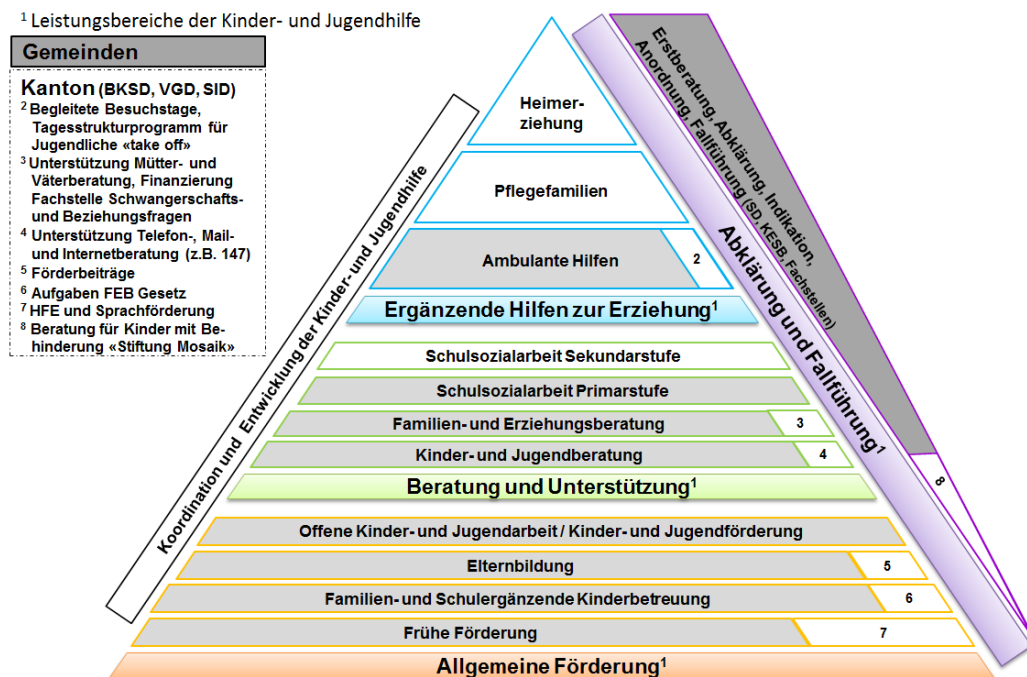 ¹ Leistungsbereiche der Kinder- und Jugendhilfe
Gemeinden
Kanton (BKSD, VGD, SID)
² Begleitete Besuchstage,
Tagesstrukturprogramm für
Jugendliche «take off»
³ Unterstützung Mütter- und
Väterberatung, Finanzierung
Fachstelle Schwangerschafts-
und Beziehungsfragen
⁴ Unterstützung Telefon-, Mail-
und Internetberatung (z.B. 147)
⁵ Förderbeiträge
⁶ Aufgaben FEB Gesetz
⁷ HFE und Sprachförderung
⁸ Beratung für Kinder mit Be-
hinderung «Stiftung Mosaik»
Koordination und Entwicklung der Kinder- und Jugendhilfe
Heimer-
ziehung
Pflegefamilien
Ambulante Hilfen
2
Ergänzende Hilfen zur Erziehung¹
Schulsozialarbeit Sekundarstufe
Schulsozialarbeit Primarstufe
Familien- und Erziehungsberatung
3
Kinder- und Jugendberatung
4
Beratung und Unterstützung¹
Offene Kinder- und Jugendarbeit / Kinder- und Jugendförderung
Elternbildung
5
Familien- und Schulergänzende Kinderbetreuung
6
Frühe Förderung
7
Allgemeine Förderung¹
Erstberatung, Abklärung, Indikation,
Anordnung, Fallführung (SD, KESB, Fachstellen)
Abklärung und Fallführung¹
8